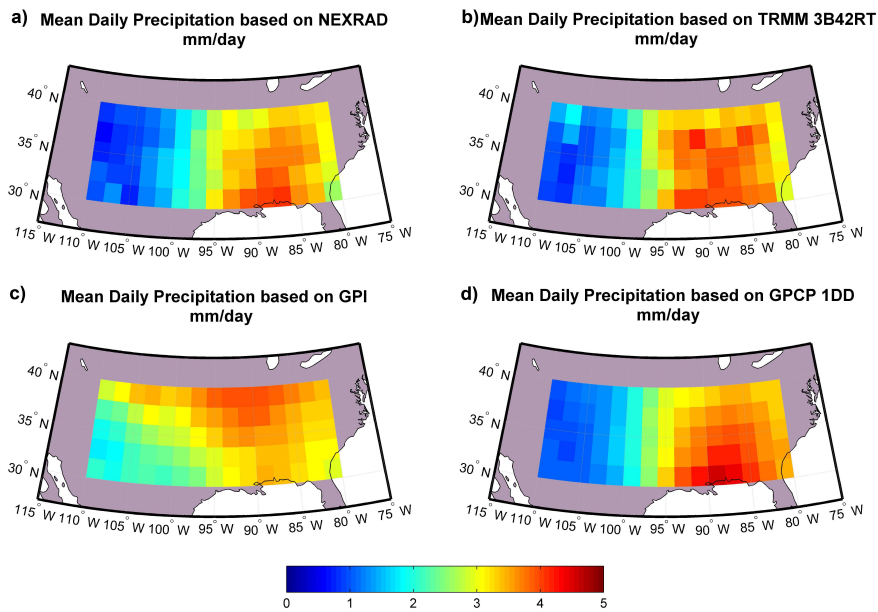 a) Mean Daily Precipitation based on NEXRAD
mm/day
40° N
35° N
30° N
115° W
110° W
105° W
100° W
95° W
90° W
85° W
80° W
75° W
b) Mean Daily Precipitation based on TRMM 3B42RT
mm/day
40° N
35° N
30° N
115° W
110° W
105° W
100° W
95° W
90° W
85° W
80° W
75° W
c) Mean Daily Precipitation based on GPI
mm/day
40° N
35° N
30° N
115° W
110° W
105° W
100° W
95° W
90° W
85° W
80° W
75° W
d) Mean Daily Precipitation based on GPCP 1DD
mm/day
40° N
35° N
30° N
115° W
110° W
105° W
100° W
95° W
90° W
85° W
80° W
75° W
0 1 2 3 4 5